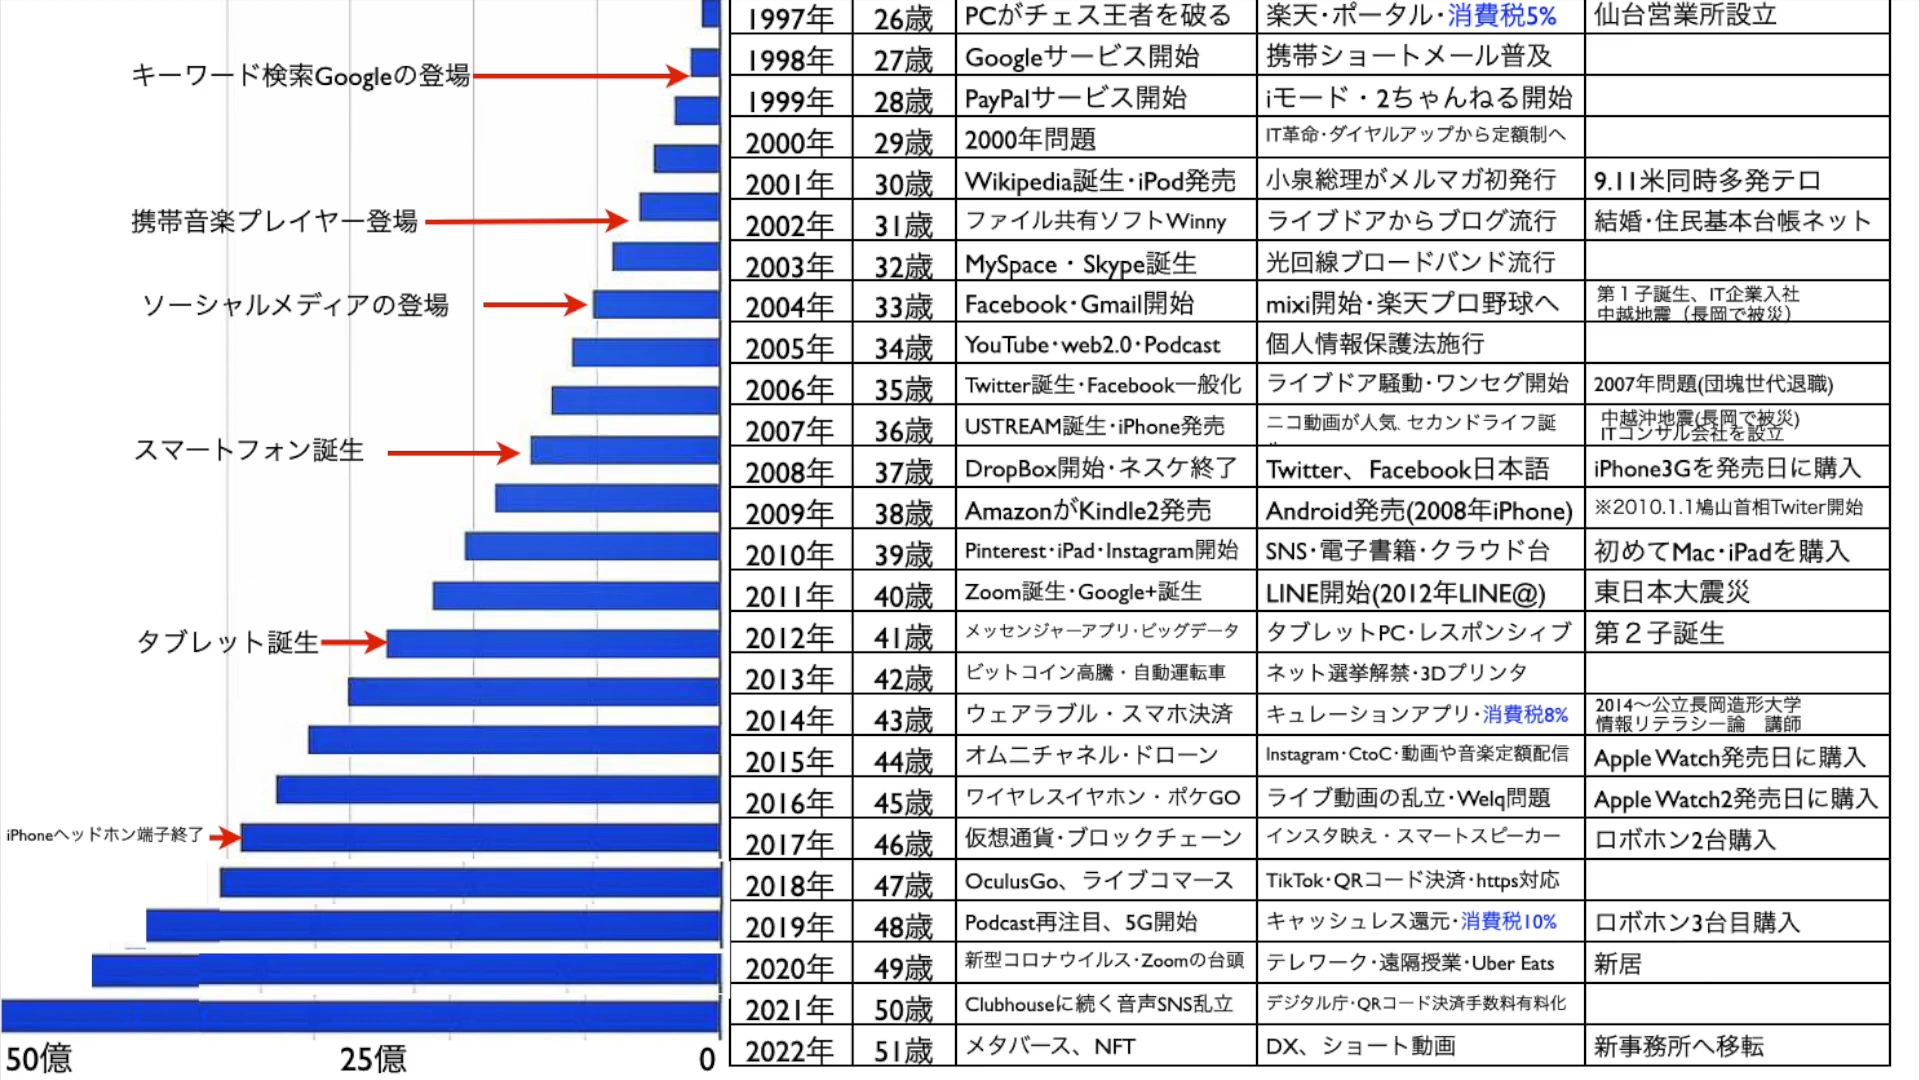 キーワード検索Googleの登場
携帯音楽プレイヤー登場
ソーシャルメディアの登場
スマートフォン誕生
タブレット誕生
iPhoneヘッドホン端子終了
50億 25億 0
1997年 26歳 PCがチェス王者を破る 楽天･ポータル･消費税5% 仙台営業所設立
1998年 27歳 Googleサービス開始 携帯ショートメール普及
1999年 28歳 PayPalサービス開始 iモード・2ちゃんねる開始
2000年 29歳 2000年問題 IT革命･ダイヤルアップから定額制へ
2001年 30歳 Wikipedia誕生･iPod発売 小泉総理がメルマガ初発行 9.11米同時多発テロ
2002年 31歳 ファイル共有ソフトWinny ライブドアからブログ流行 結婚･住民基本台帳ネット
2003年 32歳 MySpace・Skype誕生 光回線ブロードバンド流行
2004年 33歳 Facebook･Gmail開始 mixi開始･楽天プロ野球へ 第１子誕生、IT企業入社
中越地震（長岡で被災）
2005年 34歳 YouTube･web2.0･Podcast 個人情報保護法施行
2006年 35歳 Twitter誕生･Facebook一般化 ライブドア騒動･ワンセグ開始 2007年問題(団塊世代退職)
2007年 36歳 USTREAM誕生･iPhone発売 ニコ動画が人気、セカンドライフ誕 中越沖地震(長岡で被災)
ITコンサル会社を設立
2008年 37歳 DropBox開始･ネスケ終了 Twitter、Facebook日本語 iPhone3Gを発売日に購入
2009年 38歳 AmazonがKindle2発売 Android発売(2008年iPhone) ※2010.1.1鳩山首相Twiter開始
2010年 39歳 Pinterest･iPad･Instagram開始 SNS･電子書籍･クラウド台 初めてMac･iPadを購入
2011年 40歳 Zoom誕生･Google+誕生 LINE開始(2012年LINE@) 東日本大震災
2012年 41歳 メッセンジャーアプリ･ビッグデータ タブレットPC･レスポンシィブ 第２子誕生
2013年 42歳 ビットコイン高騰・自動運転車 ネット選挙解禁･3Dプリンタ
2014年 43歳 ウェアラブル・スマホ決済 キュレーションアプリ･消費税8% 2014〜公立長岡造形大学
情報リテラシー論　講師
2015年 44歳 オムニチャネル･ドローン Instagram･CtoC･動画や音楽定額配信 Apple Watch発売日に購入
2016年 45歳 ワイヤレスイヤホン・ポケGO ライブ動画の乱立･Welq問題 Apple Watch2発売日に購入
2017年 46歳 仮想通貨･ブロックチェーン インスタ映え・スマートスピーカー ロボホン2台購入
2018年 47歳 OculusGo、ライブコマース TikTok･QRコード決済･https対応
2019年 48歳 Podcast再注目、5G開始 キャッシュレス還元･消費税10% ロボホン3台目購入
2020年 49歳 新型コロナウイルス･Zoomの台頭 テレワーク･遠隔授業･Uber Eats 新居
2021年 50歳 Clubhouseに続く音声SNS乱立 デジタル庁･QRコード決済手数料有料化
2022年 51歳 メタバース、NFT DX、ショート動画 新事務所へ移転